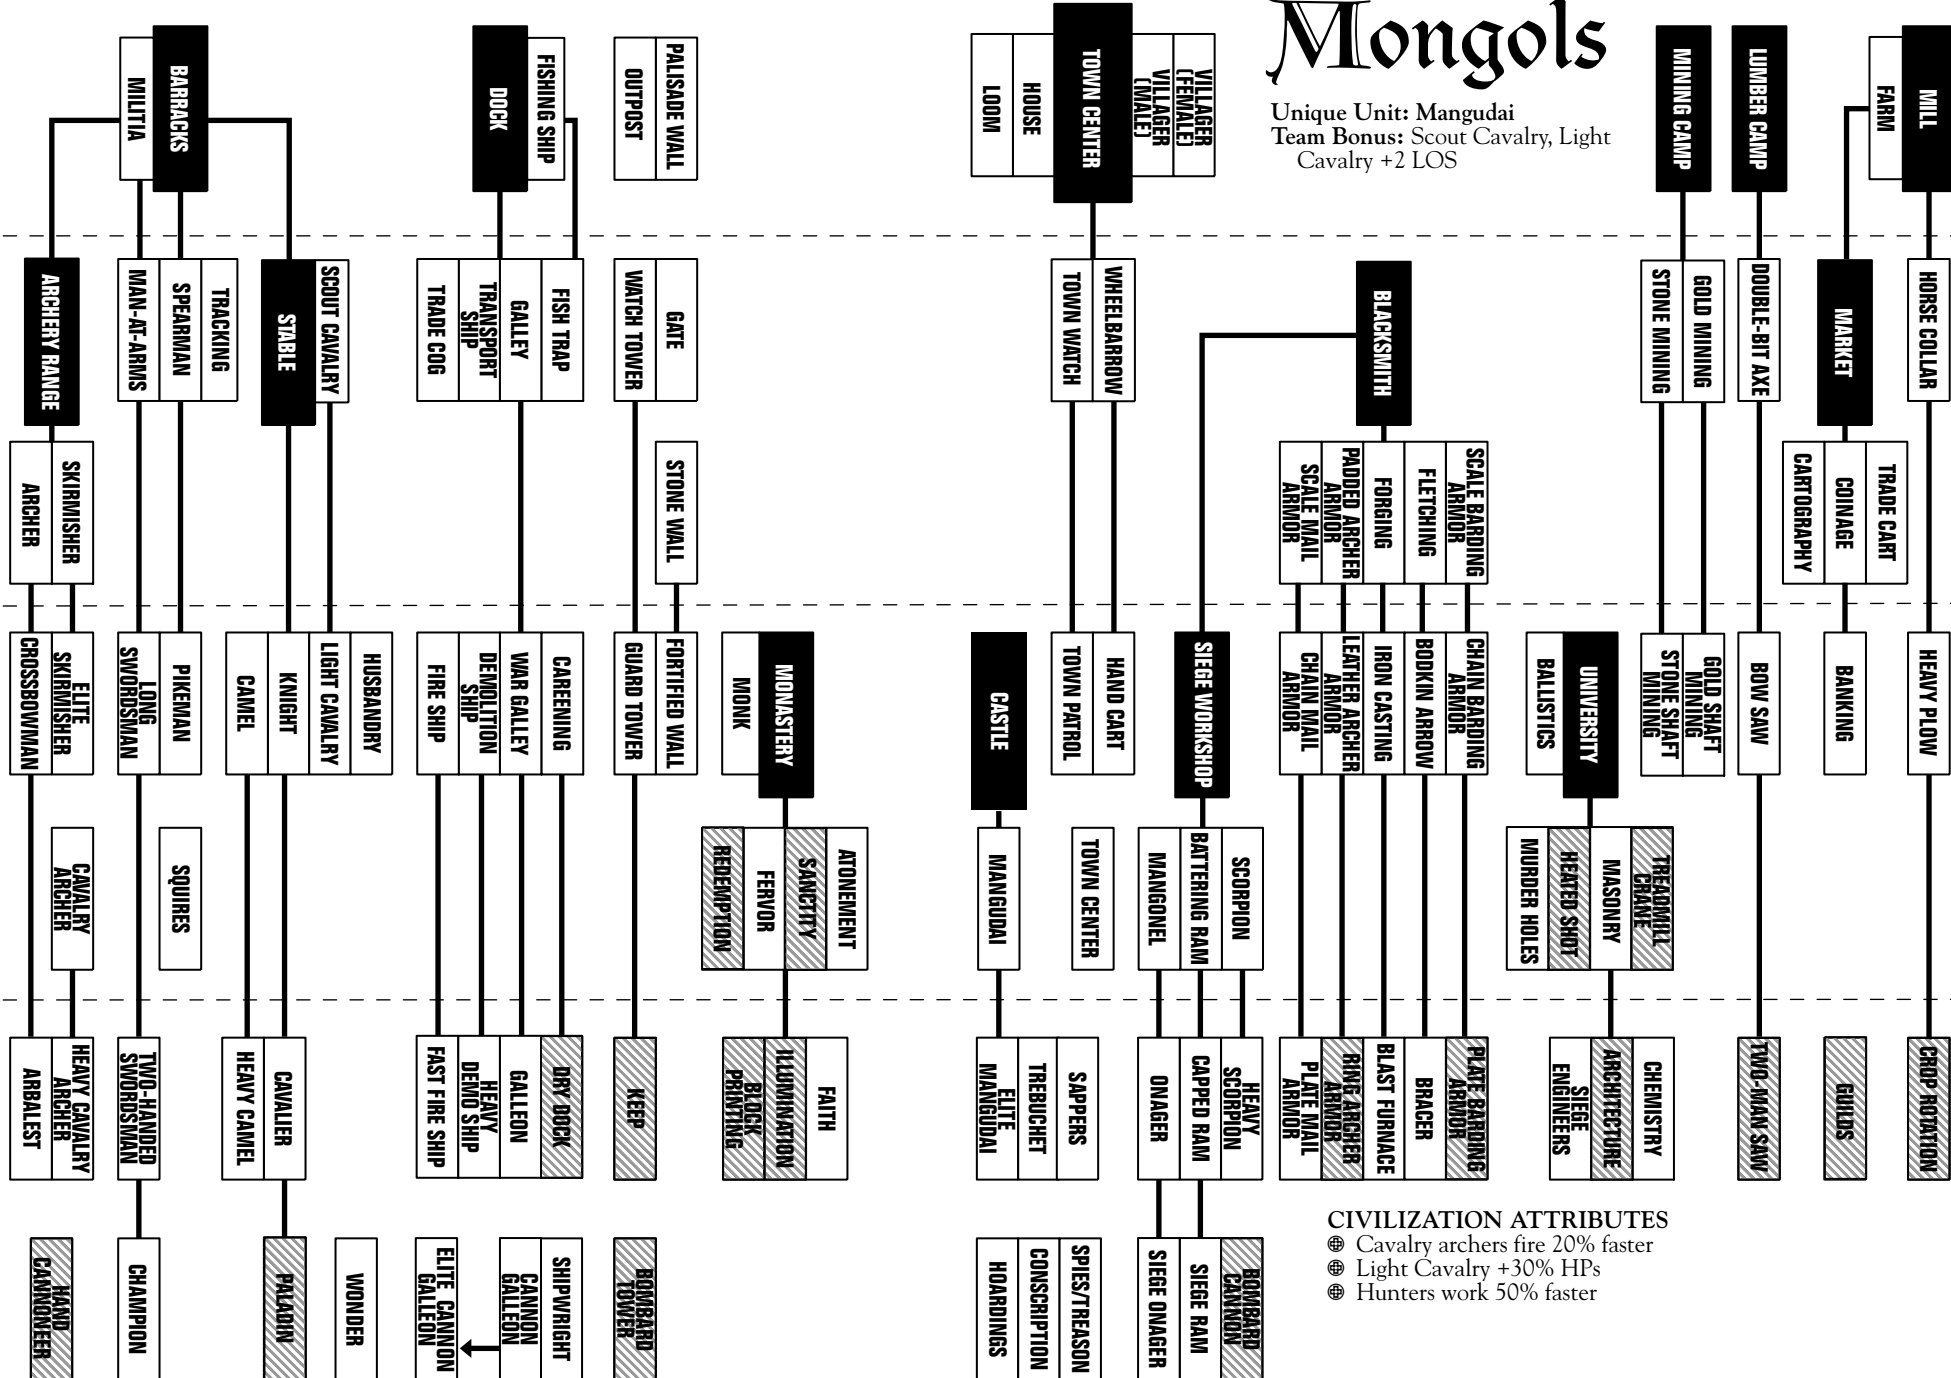 Mongols
Unique Unit: Mangudai
Team Bonus: Scout Cavalry, Light
Cavalry +2 LOS
BARRACKS
MILITIA
DOCK
FISHING SHIP
PALISADE WALL
OUTPOST
TOWN CENTER
HOUSE
LOOM
VILLAGER
(FEMALE)
VILLAGER
(MALE)
MINING CAMP
LUMBER CAMP
MILL
FARM
ARCHERY RANGE
TRACKING
SPEARMAN
MAN-AT-ARMS
SCOUT CAVALRY
STABLE
FISH TRAP
GALLEY
TRANSPORT
SHIP
TRADE COG
GATE
WATCH TOWER
WHEELBARROW
TOWN WATCH
BLACKSMITH
GOLD MINING
STONE MINING
DOUBLE-BIT AXE
MARKET
HORSE COLLAR
SKIRMISHER
ARCHER
STONE WALL
SCALE BARDING
ARMOR
FLETCHING
FORGING
PADDED ARCHER
ARMOR
SCALE MAIL
ARMOR
TRADE CART
COINAGE
CARTOGRAPHY
ELITE
SKIRMISHER
CROSSBOWMAN
PIKEMAN
LONG
SWORDSMAN
HUSBANDRY
LIGHT CAVALRY
KNIGHT
CAMEL
CAREENING
WAR GALLEY
DEMOLITION
SHIP
FIRE SHIP
FORTIFIED WALL
GUARD TOWER
MONASTERY
MONK
CASTLE
HAND CART
TOWN PATROL
SIEGE WORKSHOP
CHAIN BARDING
ARMOR
BODKIN ARROW
IRON CASTING
LEATHER ARCHER
ARMOR
CHAIN MAIL
ARMOR
UNIVERSITY
BALLISTICS
GOLD SHAFT
MINING
STONE SHAFT
MINING
BOW SAW
BANKING
HEAVY PLOW
CAVALRY
ARCHER
SQUIRES
ATONEMENT
SANCTITY
FERVOR
REDEMPTION
MANGUDAI
TOWN CENTER
SCORPION
BATTERING RAM
MANGONEL
TREADMILL
CRANE
MASONRY
HEATED SHOT
MURDER HOLES
HEAVY CAVALRY
ARCHER
ARBALEST
TWO-HANDED
SWORDSMAN
CAVALIER
HEAVY CAMEL
DRY DOCK
GALLEON
HEAVY
DEMO SHIP
FAST FIRE SHIP
KEEP
FAITH
ILLUMINATION
BLOCK
PRINTING
SAPPERS
TREBUCHET
ELITE
MANGUDAI
HEAVY
SCORPION
CAPPED RAM
ONAGER
PLATE BARDING
ARMOR
BRACER
BLAST FURNACE
RING ARCHER
ARMOR
PLATE MAIL
ARMOR
CHEMISTRY
ARCHITECTURE
SIEGE
ENGINEERS
TWO-MAN SAW
GUILDS
CROP ROTATION
HAND
CANNONEER
CHAMPION
PALADIN
WONDER
SHIPWRIGHT
CANNON
GALLEON
ELITE CANNON
GALLEON
BOMBARD
TOWER
SPIES/TREASON
CONSCRIPTION
HOARDINGS
BOMBARD
CANNON
SIEGE RAM
SIEGE ONAGER
CIVILIZATION ATTRIBUTES
Cavalry archers fire 20% faster
Light Cavalry +30% HPs
Hunters work 50% faster